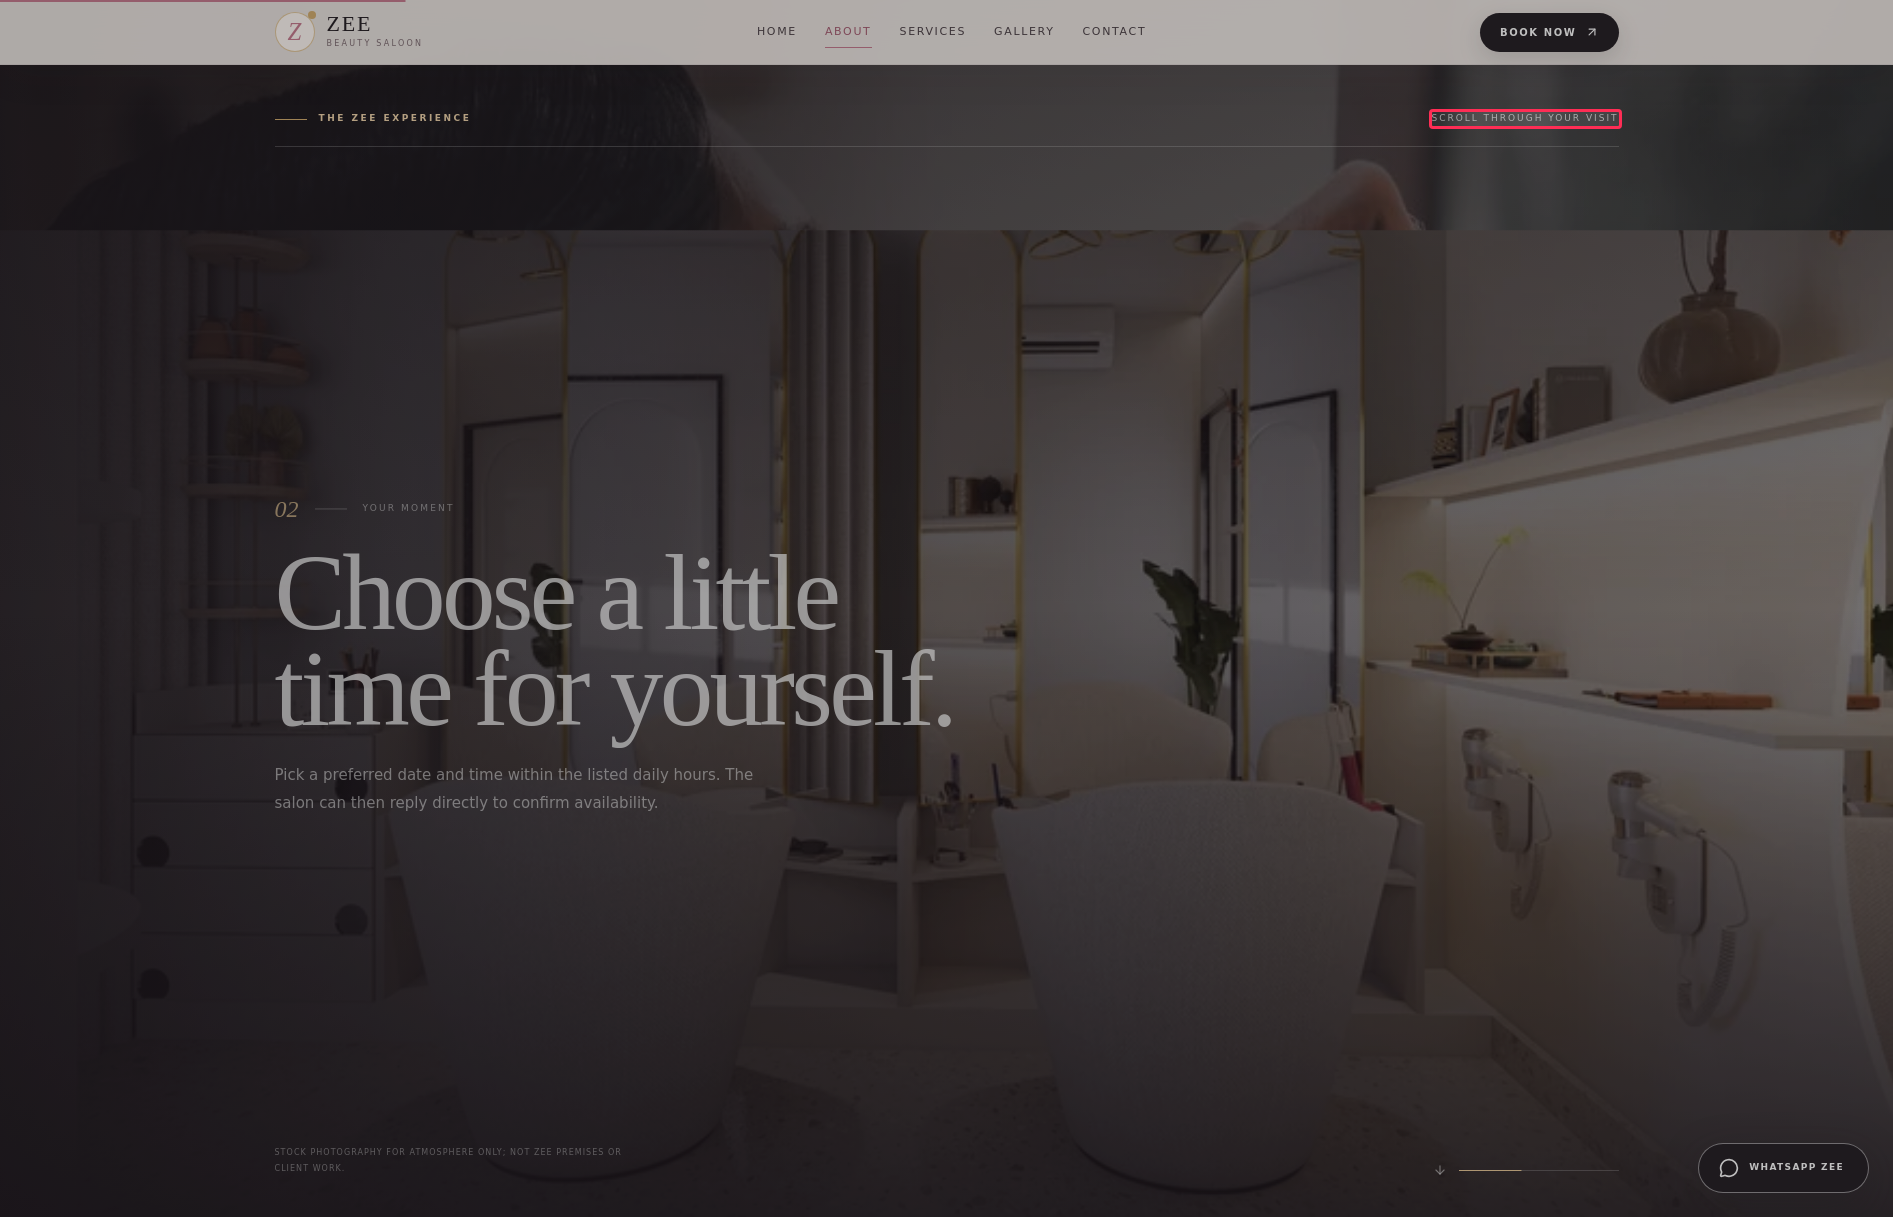 Z
ZEE
BEAUTY SALOON
HOME
ABOUT
SERVICES
GALLERY
CONTACT
BOOK NOW
THE ZEE EXPERIENCE
SCROLL THROUGH YOUR VISIT
02
YOUR MOMENT
Choose a little
time for yourself.
Pick a preferred date and time within the listed daily hours. The
salon can then reply directly to confirm availability.
STOCK PHOTOGRAPHY FOR ATMOSPHERE ONLY; NOT ZEE PREMISES OR
CLIENT WORK.
WHATSAPP ZEE